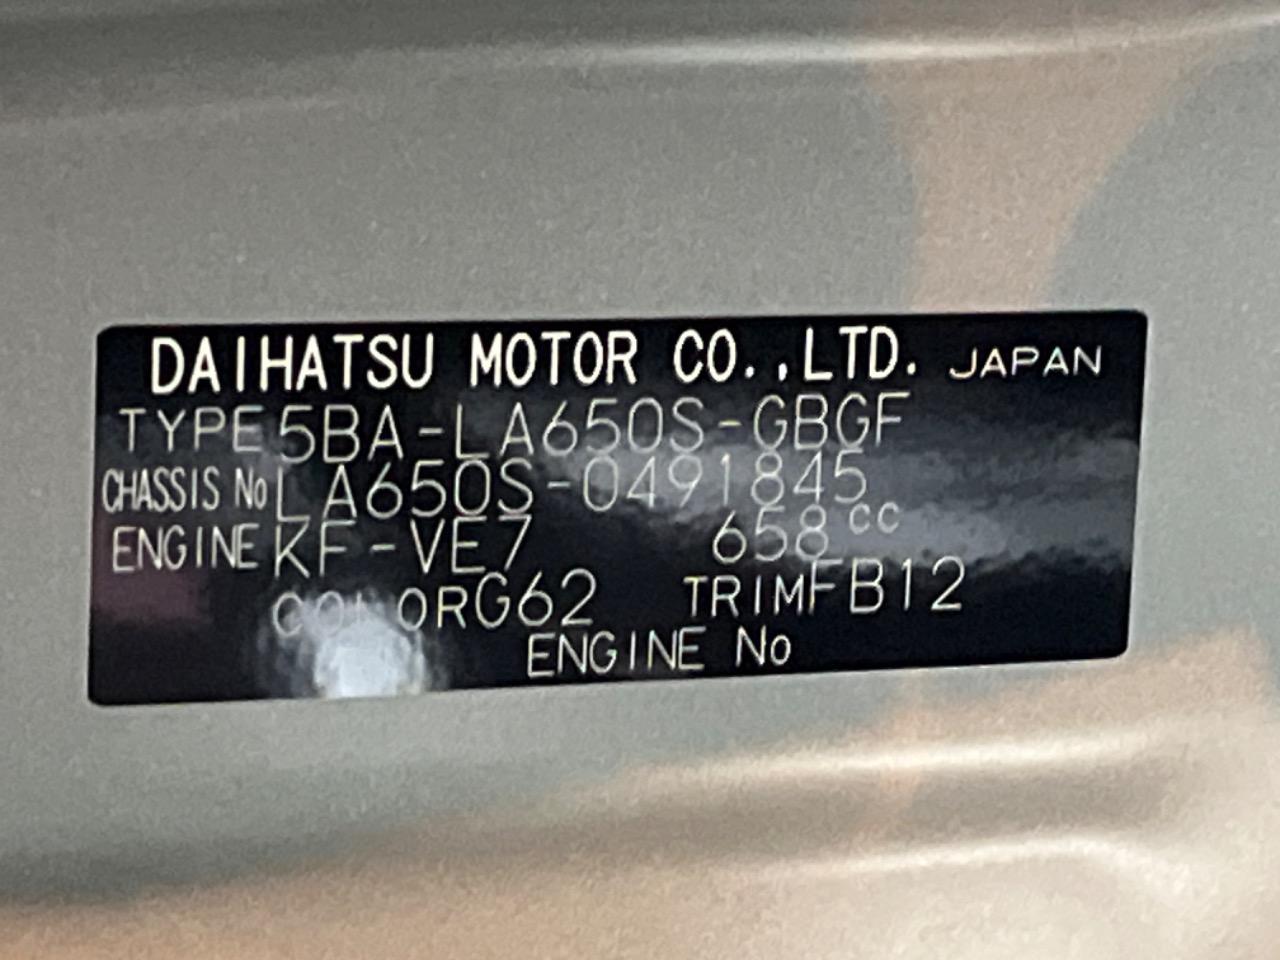 DAIHATSU MOTOR CO.,LTD. JAPAN
TYPE 5BA-LA650S-GBGF
CHASSIS No LA650S-0491845
ENGINE KF-VE7 658cc
COLOR G62 TRIM FB12
ENGINE No